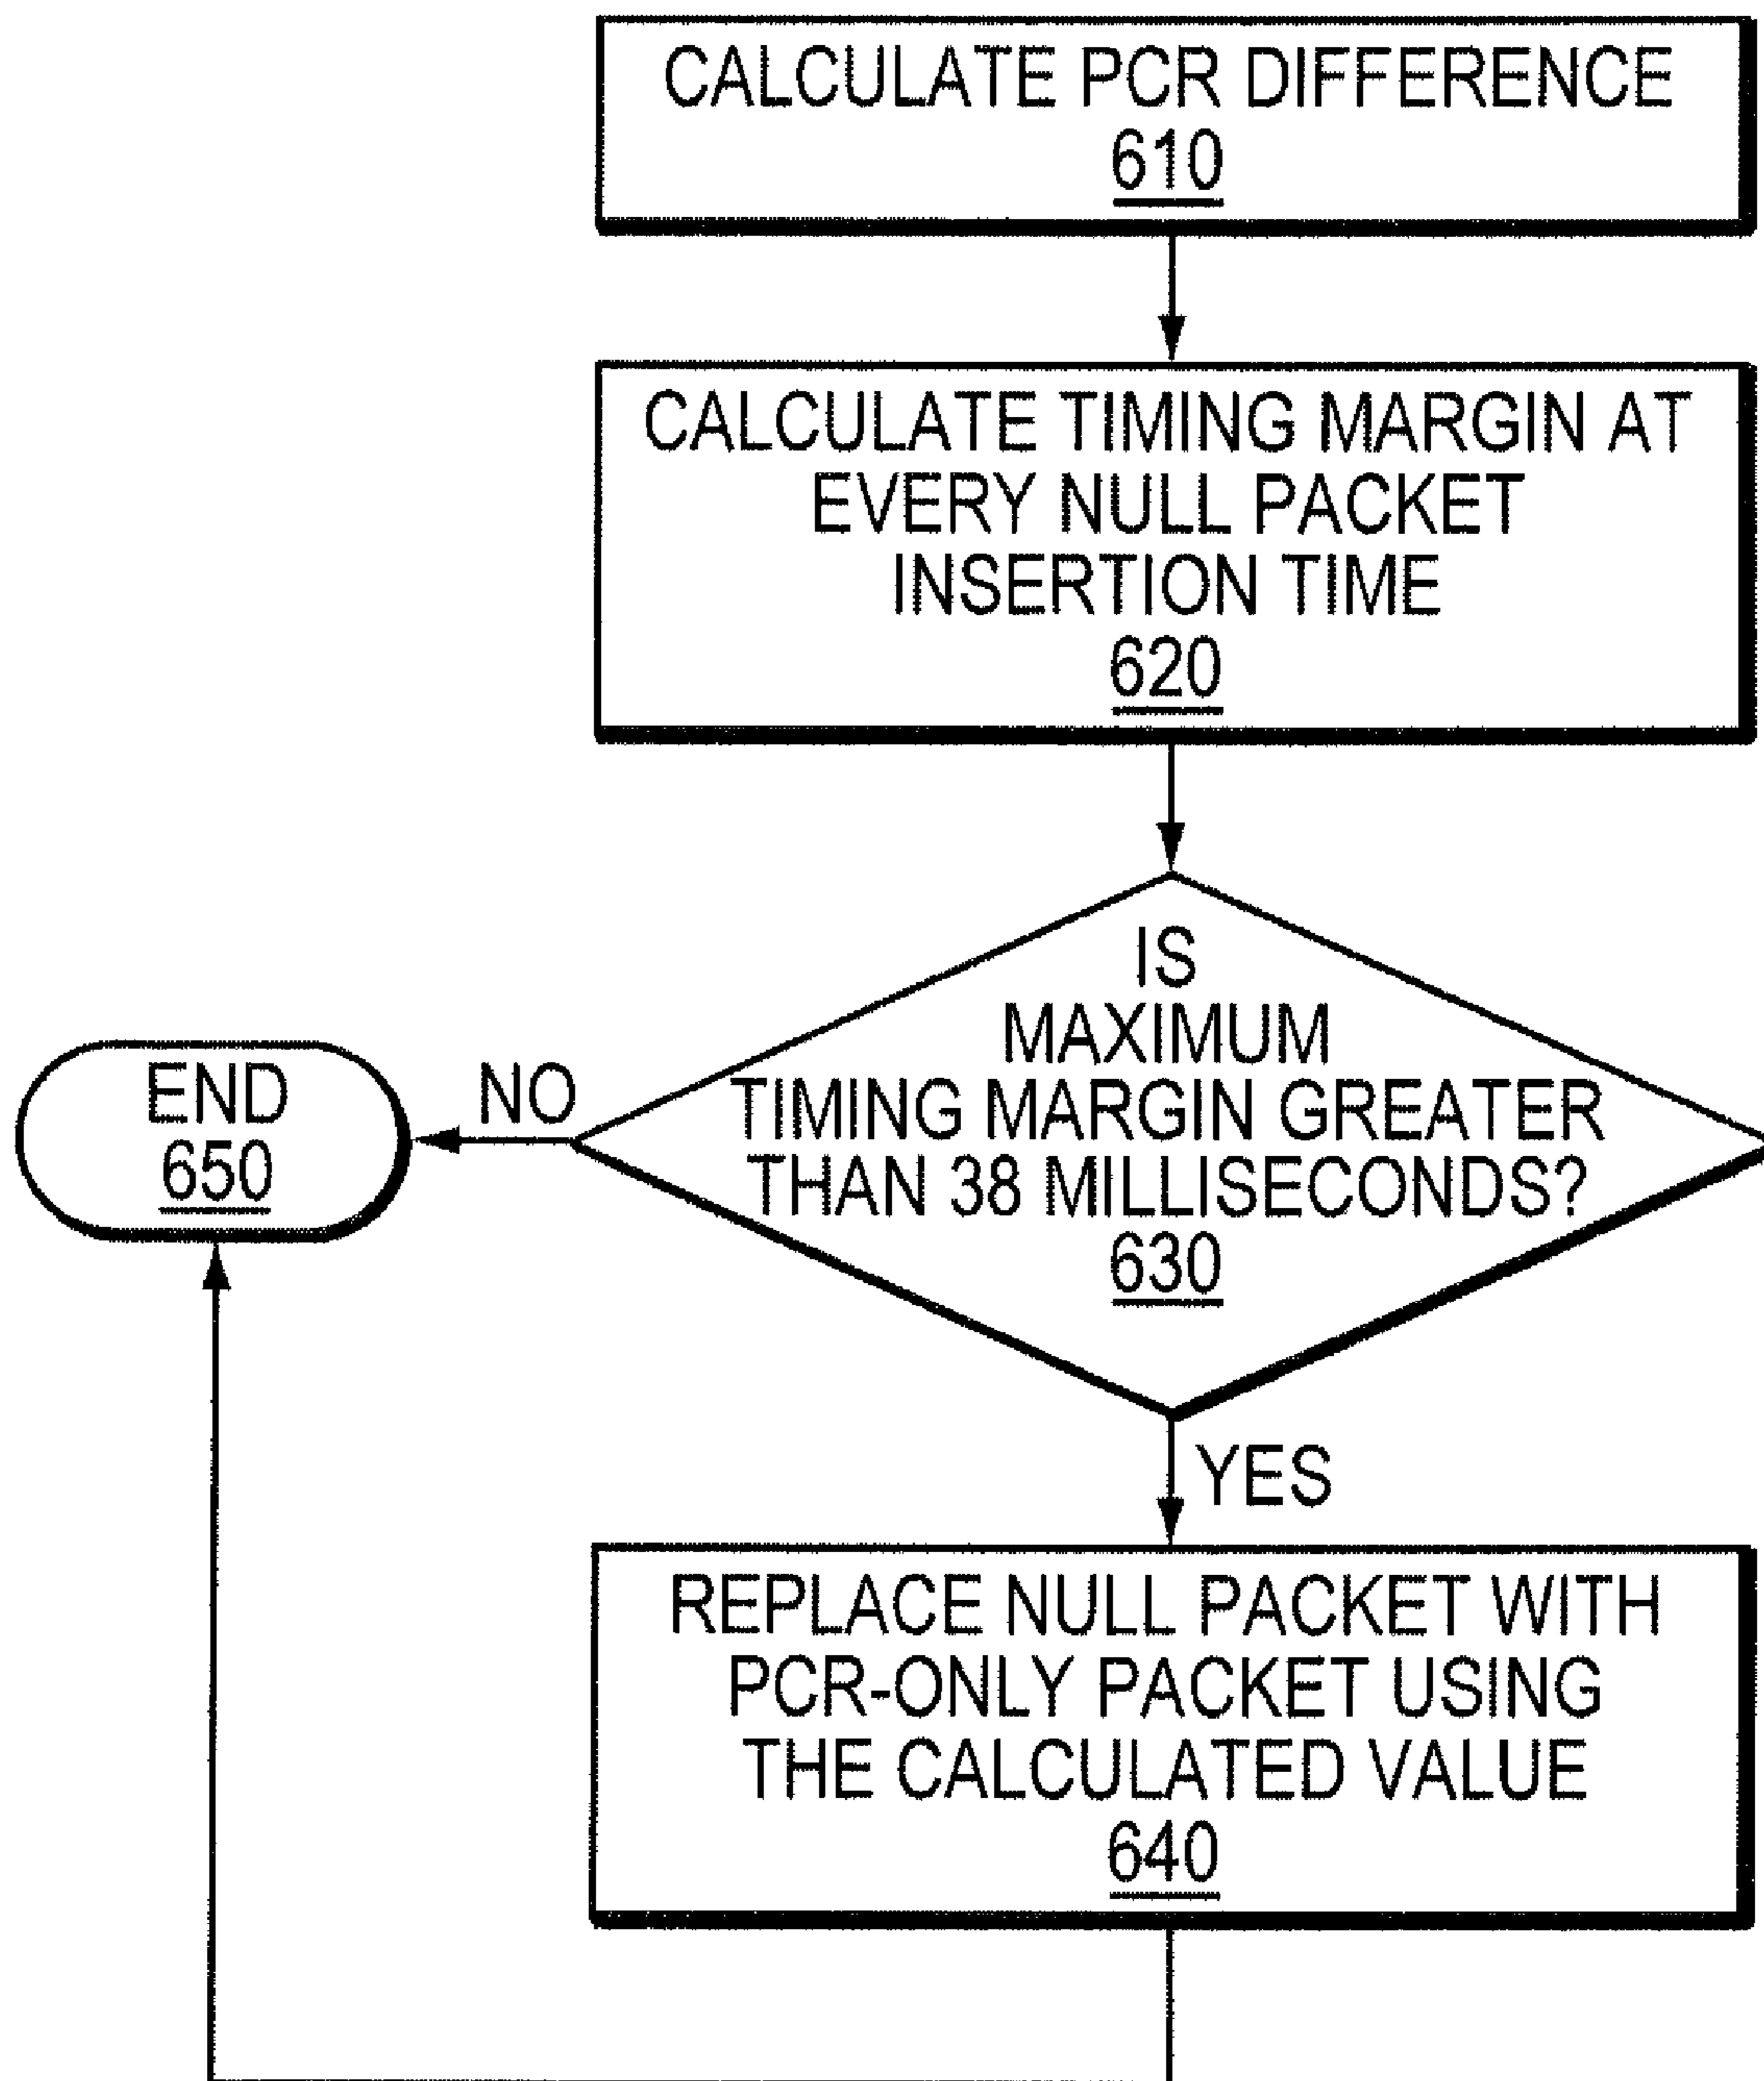 CALCULATE PCR DIFFERENCE
610
CALCULATE TIMING MARGIN AT
EVERY NULL PACKET
INSERTION TIME
620
IS
MAXIMUM
TIMING MARGIN GREATER
THAN 38 MILLISECONDS?
630
NO
END
650
YES
REPLACE NULL PACKET WITH
PCR-ONLY PACKET USING
THE CALCULATED VALUE
640